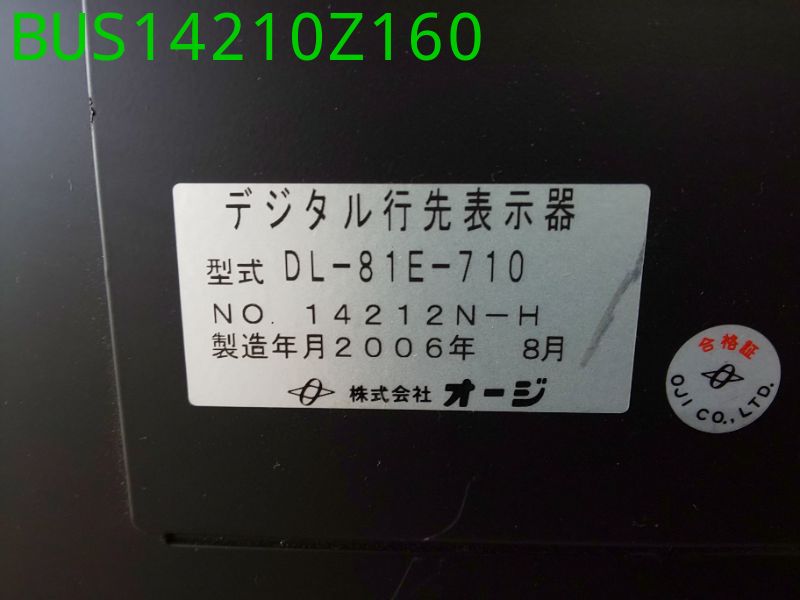 BUS14210Z160
デジタル行先表示器
型式 DL-81E-710
NO. 14212N-H
製造年月2006年 8月
株式会社 オージ
合格証
OJI CO., LTD.